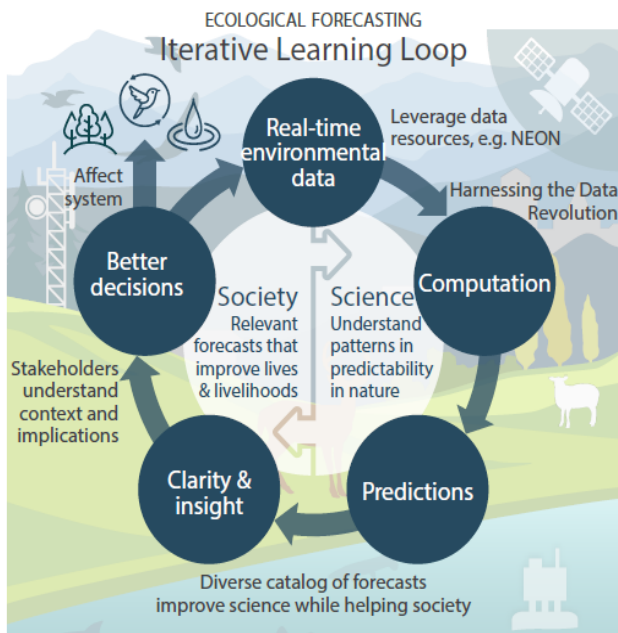 ECOLOGICAL FORECASTING
Iterative Learning Loop
Real-time
environmental
data
Leverage data
resources, e.g. NEON
Harnessing the Data
Revolution
Computation
Predictions
Diverse catalog of forecasts
improve science while helping society
Clarity &
insight
Stakeholders
understand
context and
implications
Better
decisions
Affect
system
Society
Relevant
forecasts that
improve lives
& livelihoods
Science
Understand
patterns in
predictability
in nature